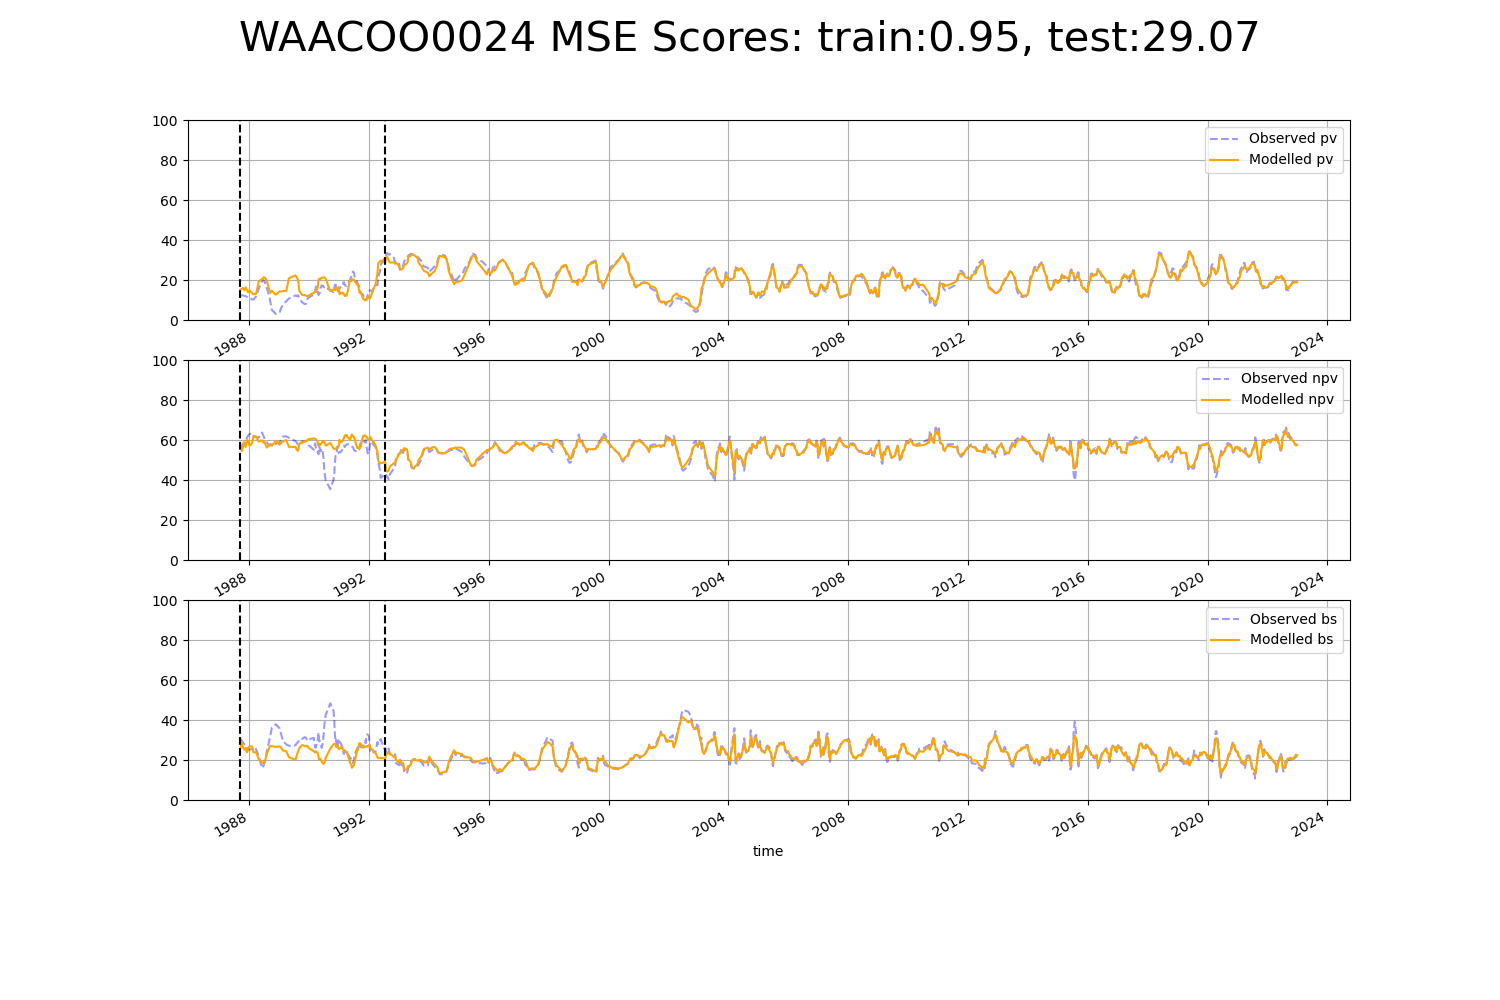 WAACOO0024 MSE Scores: train:0.95, test:29.07
100
80
60
40
20
0
Observed pv
Modelled pv
1988 1992 1996 2000 2004 2008 2012 2016 2020 2024
100
80
60
40
20
0
Observed npv
Modelled npv
1988 1992 1996 2000 2004 2008 2012 2016 2020 2024
100
80
60
40
20
0
Observed bs
Modelled bs
1988 1992 1996 2000 2004 2008 2012 2016 2020 2024
time